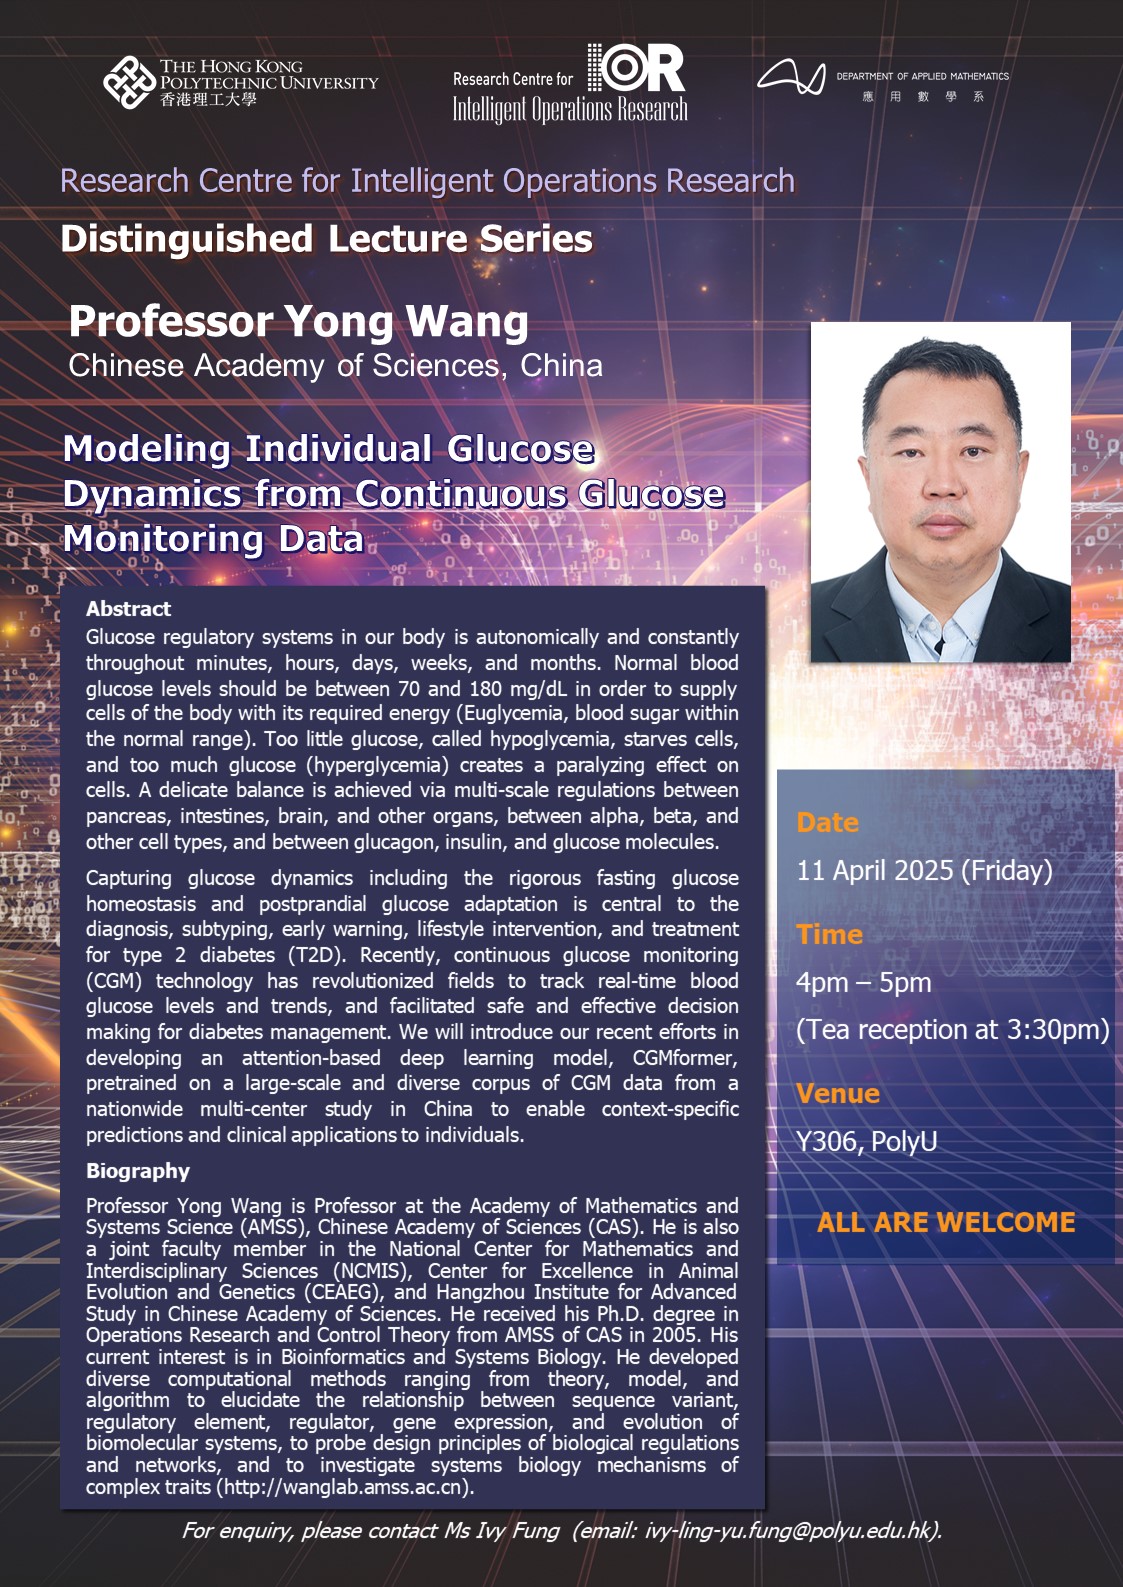 THE HONG KONG
POLYTECHNIC UNIVERSITY
香港理工大學
Research Centre for IOR
Intelligent Operations Research
DEPARTMENT OF APPLIED MATHEMATICS
應用數學系
Research Centre for Intelligent Operations Research
Distinguished Lecture Series
Professor Yong Wang
Chinese Academy of Sciences, China
Modeling Individual Glucose
Dynamics from Continuous Glucose
Monitoring Data
Abstract
Glucose regulatory systems in our body is autonomically and constantly
throughout minutes, hours, days, weeks, and months. Normal blood
glucose levels should be between 70 and 180 mg/dL in order to supply
cells of the body with its required energy (Euglycemia, blood sugar within
the normal range). Too little glucose, called hypoglycemia, starves cells,
and too much glucose (hyperglycemia) creates a paralyzing effect on
cells. A delicate balance is achieved via multi-scale regulations between
pancreas, intestines, brain, and other organs, between alpha, beta, and
other cell types, and between glucagon, insulin, and glucose molecules.
Capturing glucose dynamics including the rigorous fasting glucose
homeostasis and postprandial glucose adaptation is central to the
diagnosis, subtyping, early warning, lifestyle intervention, and treatment
for type 2 diabetes (T2D). Recently, continuous glucose monitoring
(CGM) technology has revolutionized fields to track real-time blood
glucose levels and trends, and facilitated safe and effective decision
making for diabetes management. We will introduce our recent efforts in
developing an attention-based deep learning model, CGMformer,
pretrained on a large-scale and diverse corpus of CGM data from a
nationwide multi-center study in China to enable context-specific
predictions and clinical applications to individuals.
Biography
Professor Yong Wang is Professor at the Academy of Mathematics and
Systems Science (AMSS), Chinese Academy of Sciences (CAS). He is also
a joint faculty member in the National Center for Mathematics and
Interdisciplinary Sciences (NCMIS), Center for Excellence in Animal
Evolution and Genetics (CEAEG), and Hangzhou Institute for Advanced
Study in Chinese Academy of Sciences. He received his Ph.D. degree in
Operations Research and Control Theory from AMSS of CAS in 2005. His
current interest is in Bioinformatics and Systems Biology. He developed
diverse computational methods ranging from theory, model, and
algorithm to elucidate the relationship between sequence variant,
regulatory element, regulator, gene expression, and evolution of
biomolecular systems, to probe design principles of biological regulations
and networks, and to investigate systems biology mechanisms of
complex traits (http://wanglab.amss.ac.cn).
Date
11 April 2025 (Friday)
Time
4pm – 5pm
(Tea reception at 3:30pm)
Venue
Y306, PolyU
ALL ARE WELCOME
For enquiry, please contact Ms Ivy Fung (email: ivy-ling-yu.fung@polyu.edu.hk).